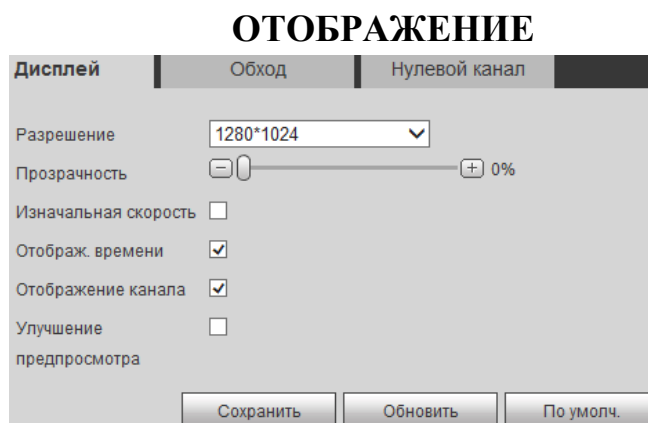 ОТОБРАЖЕНИЕ
Дисплей Обход Нулевой канал
Разрешение 1280*1024
Прозрачность 0%
Изначальная скорость
Отображ. времени
Отображение канала
Улучшение
предпросмотра
Сохранить Обновить По умолч.